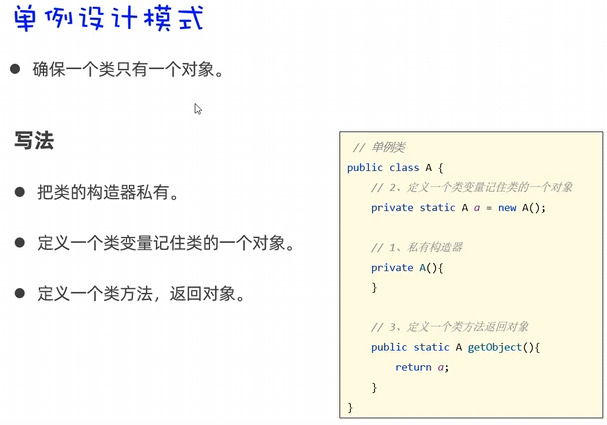 单例设计模式
确保一个类只有一个对象。
写法
把类的构造器私有。
定义一个类变量记住类的一个对象。
定义一个类方法，返回对象。
// 单例类
public class A {
// 2、定义一个类变量记住类的一个对象
private static A a = new A();
// 1、私有构造器
private A(){
}
// 3、定义一个类方法返回对象
public static A getObject(){
return a;
}
}